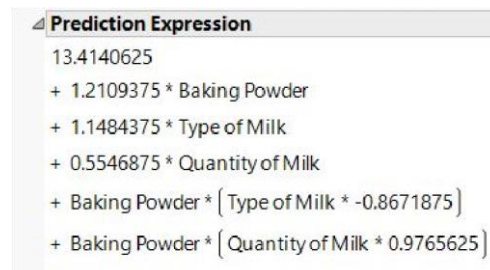 Prediction Expression
13.4140625
+ 1.2109375 * Baking Powder
+ 1.1484375 * Type of Milk
+ 0.5546875 * Quantity of Milk
+ Baking Powder * ( Type of Milk * -0.8671875 )
+ Baking Powder * ( Quantity of Milk * 0.9765625 )